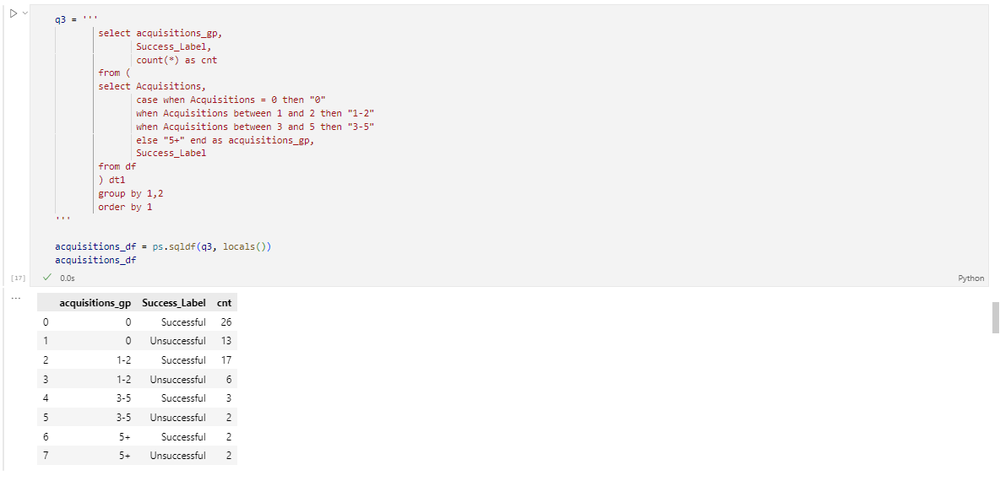 q3 = '''
select acquisitions_gp,
Success_Label,
count(*) as cnt
from (
select Acquisitions,
case when Acquisitions = 0 then "0"
when Acquisitions between 1 and 2 then "1-2"
when Acquisitions between 3 and 5 then "3-5"
else "5+" end as acquisitions_gp,
Success_Label
from df
) dt1
group by 1,2
order by 1
'''
acquisitions_df = ps.sqldf(q3, locals())
acquisitions_df
[17] ✓ 0.0s Python
... acquisitions_gp Success_Label cnt
0 0 Successful 26
1 0 Unsuccessful 13
2 1-2 Successful 17
3 1-2 Unsuccessful 6
4 3-5 Successful 3
5 3-5 Unsuccessful 2
6 5+ Successful 2
7 5+ Unsuccessful 2